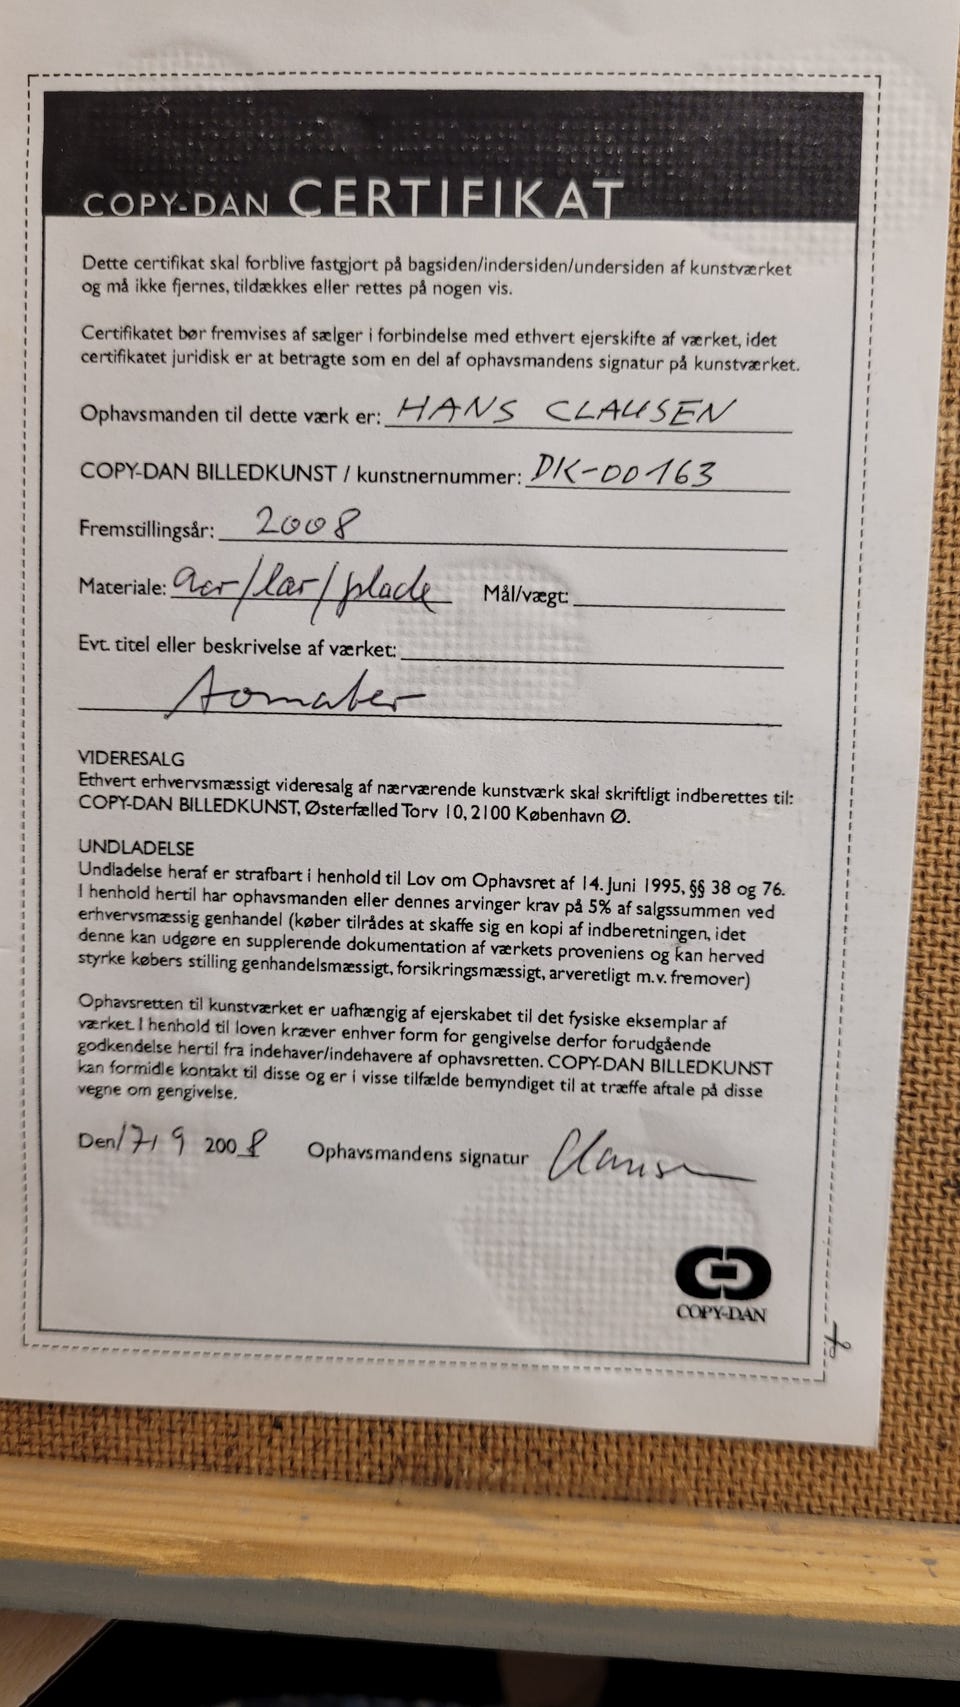 COPY-DAN CERTIFIKAT
Dette certifikat skal forblive fastgjort på bagsiden/indersiden/undersiden af kunstværket
og må ikke fjernes, tildækkes eller rettes på nogen vis.
Certifikatet bør fremvises af sælger i forbindelse med ethvert ejerskifte af værket, idet
certifikatet juridisk er at betragte som en del af ophavsmandens signatur på kunstværket.
Ophavsmanden til dette værk er: HANS CLAUSEN
COPY-DAN BILLEDKUNST / kunstnernummer: DK-00163
Fremstillingsår: 2008
Materiale: acr/lær/plade Mål/vægt:
Evt. titel eller beskrivelse af værket:
tomater
VIDERESALG
Ethvert erhvervsmæssigt videresalg af nærværende kunstværk skal skriftligt indberettes til:
COPY-DAN BILLEDKUNST, Østerfælled Torv 10, 2100 København Ø.
UNDLADELSE
Undladelse heraf er strafbart i henhold til Lov om Ophavsret af 14. Juni 1995, §§ 38 og 76.
I henhold hertil har ophavsmanden eller dennes arvinger krav på 5% af salgssummen ved
erhvervsmæssig genhandel (køber tilrådes at skaffe sig en kopi af indberetningen, idet
denne kan udgøre en supplerende dokumentation af værkets proveniens og kan herved
styrke købers stilling genhandelsmæssigt, forsikringsmæssigt, arveretligt m.v. fremover)
Ophavsretten til kunstværket er uafhængig af ejerskabet til det fysiske eksemplar af
værket. I henhold til loven kræver enhver form for gengivelse derfor forudgående
godkendelse hertil fra indehaver/indehavere af ophavsretten. COPY-DAN BILLEDKUNST
kan formidle kontakt til disse og er i visse tilfælde bemyndiget til at træffe aftale på disse
vegne om gengivelse.
Den 17/9 2008 Ophavsmandens signatur Clausen
COPY-DAN